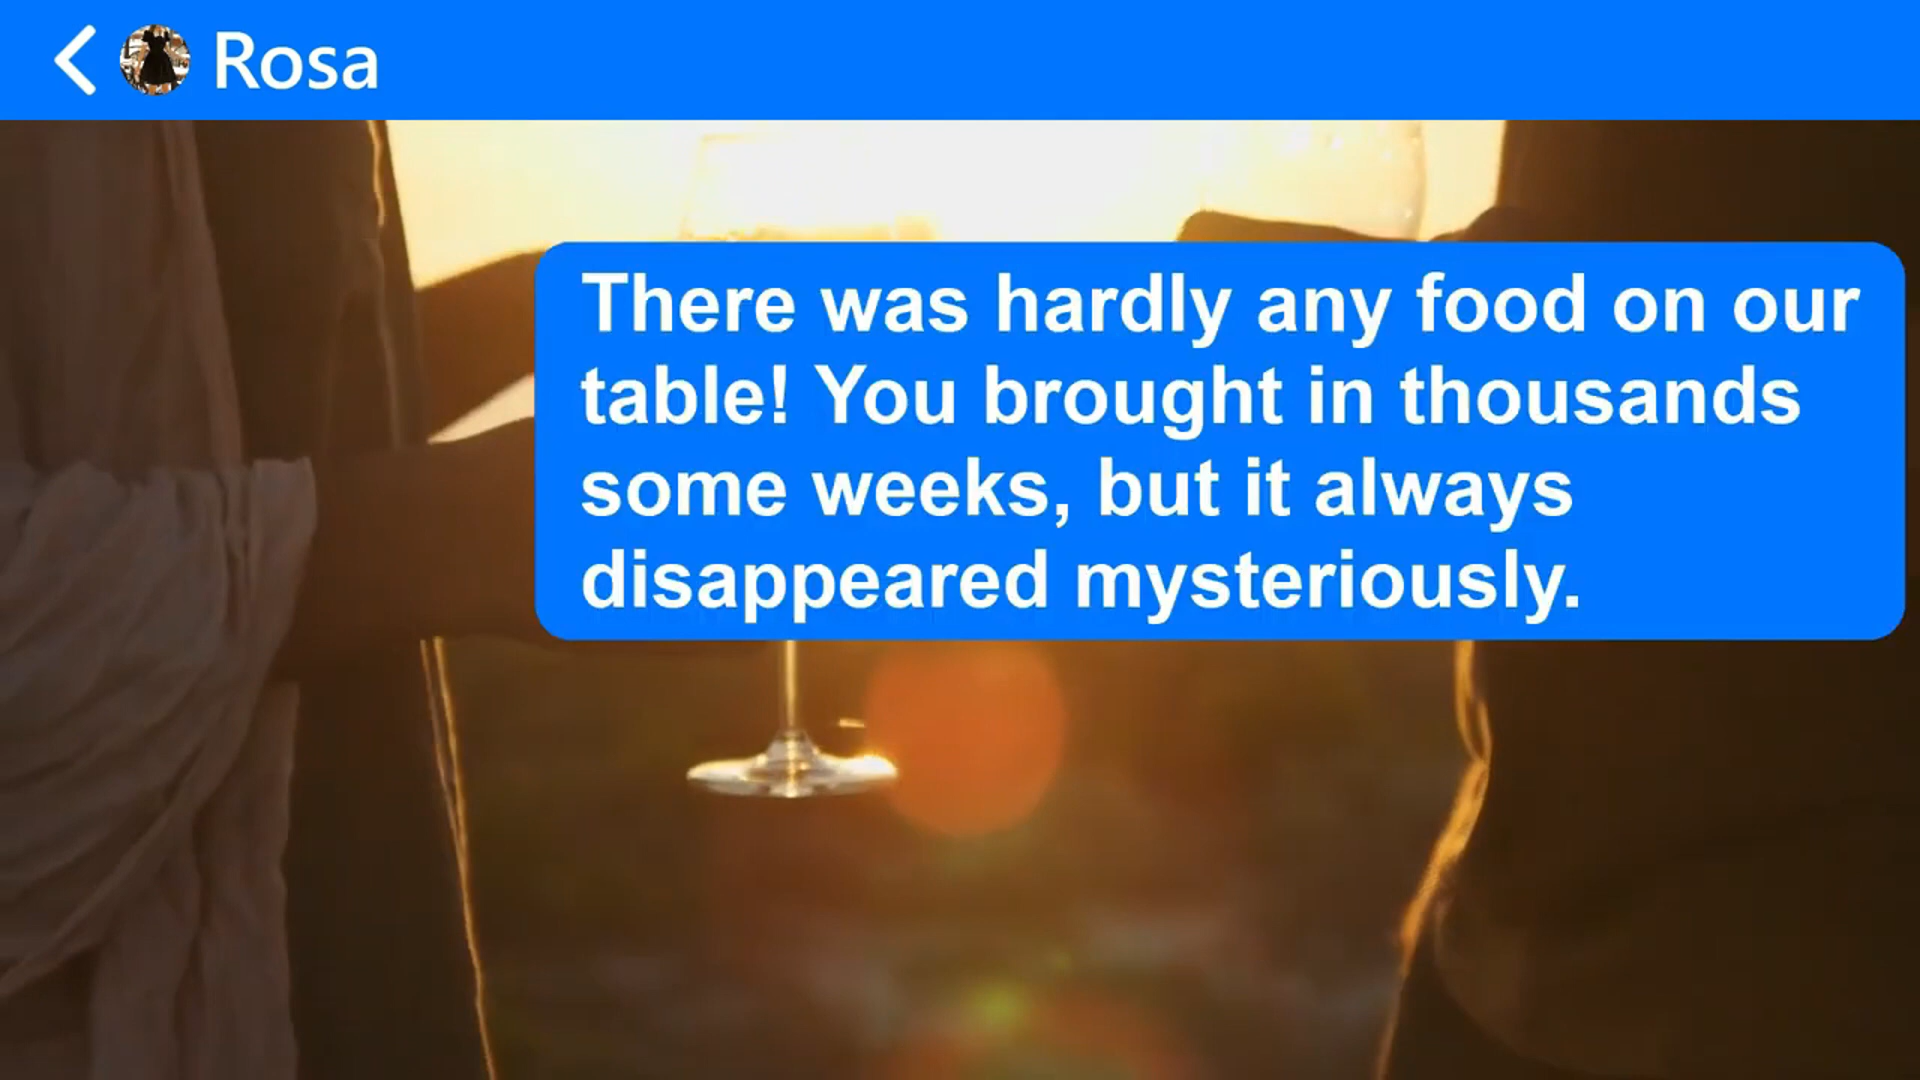 Rosa
There was hardly any food on our
table! You brought in thousands
some weeks, but it always
disappeared mysteriously.